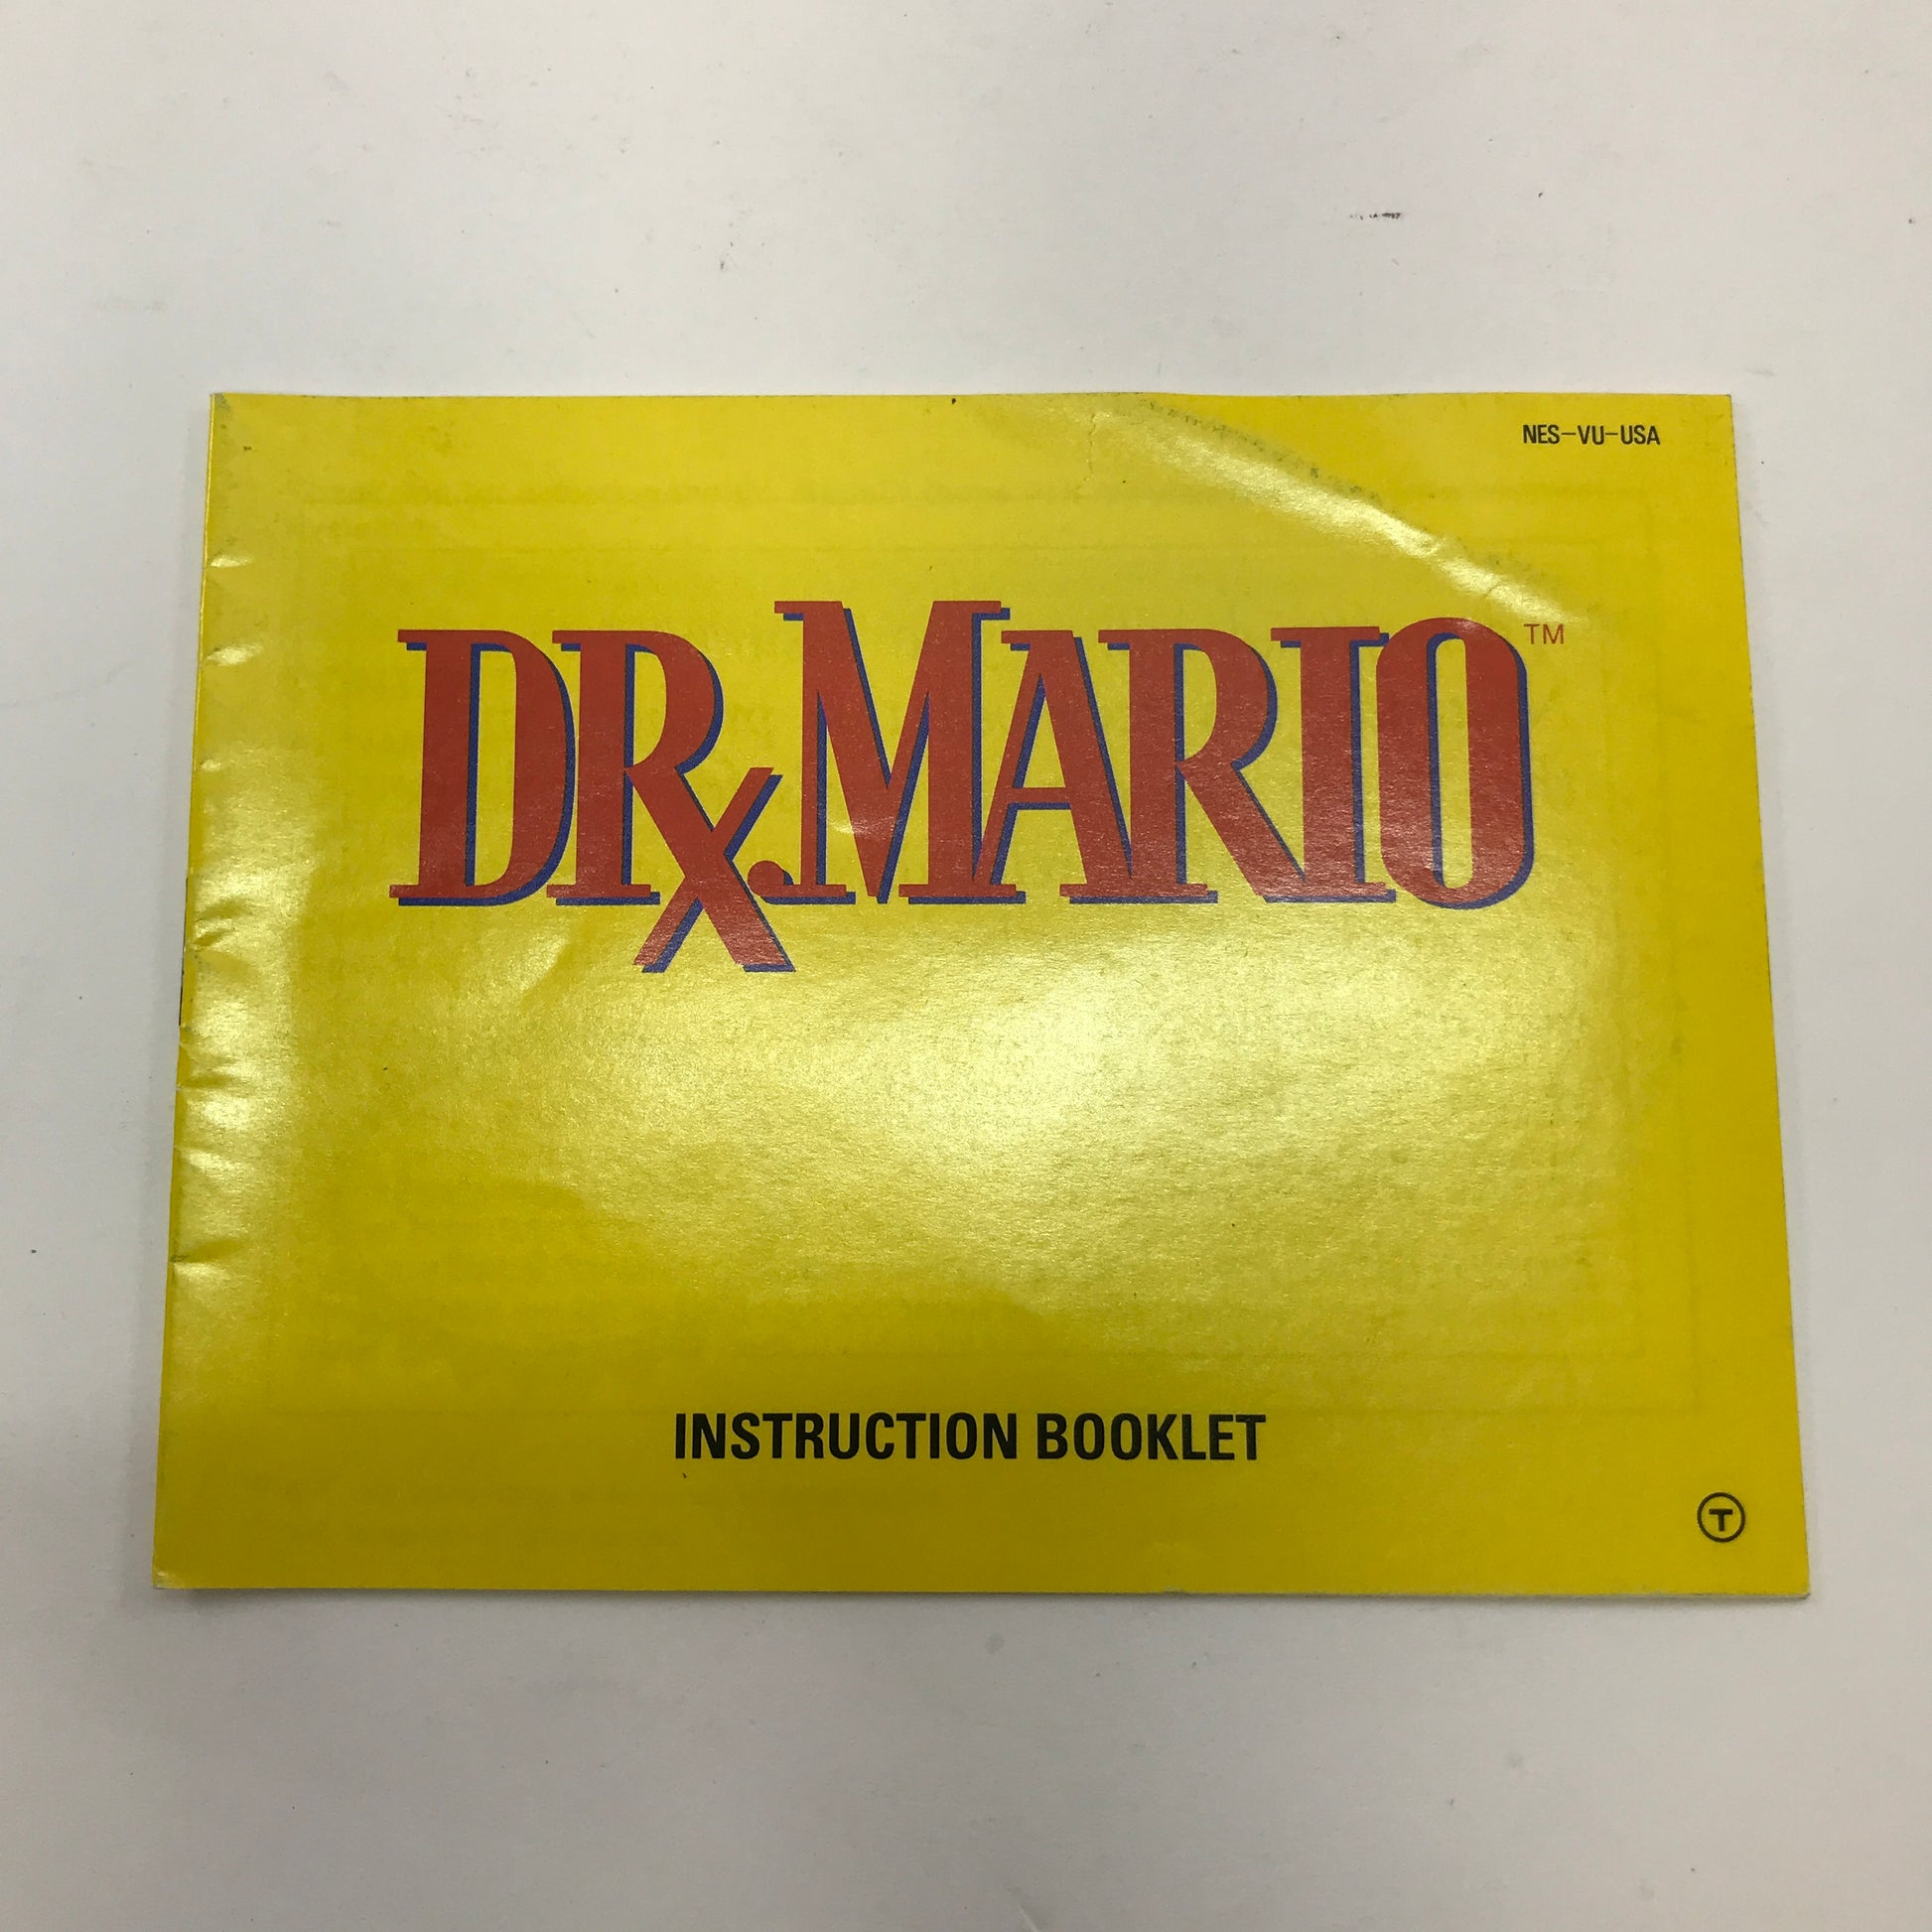 NES-VU-USA
DR. MARIO™
INSTRUCTION BOOKLET
T